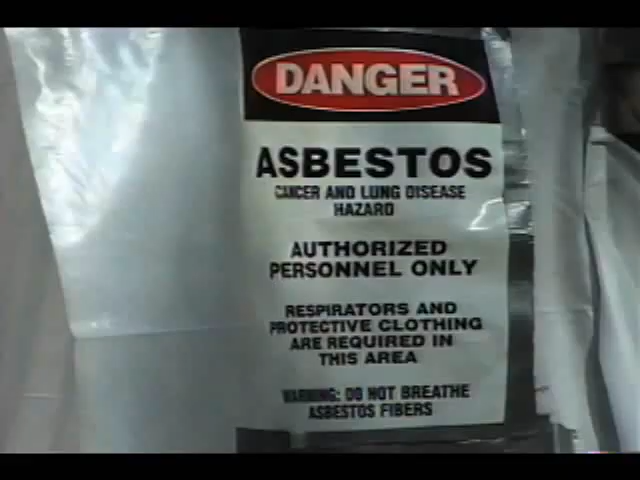 DANGER
ASBESTOS
CANCER AND LUNG DISEASE
HAZARD
AUTHORIZED
PERSONNEL ONLY
RESPIRATORS AND
PROTECTIVE CLOTHING
ARE REQUIRED IN
THIS AREA
WARNING: DO NOT BREATHE
ASBESTOS FIBERS